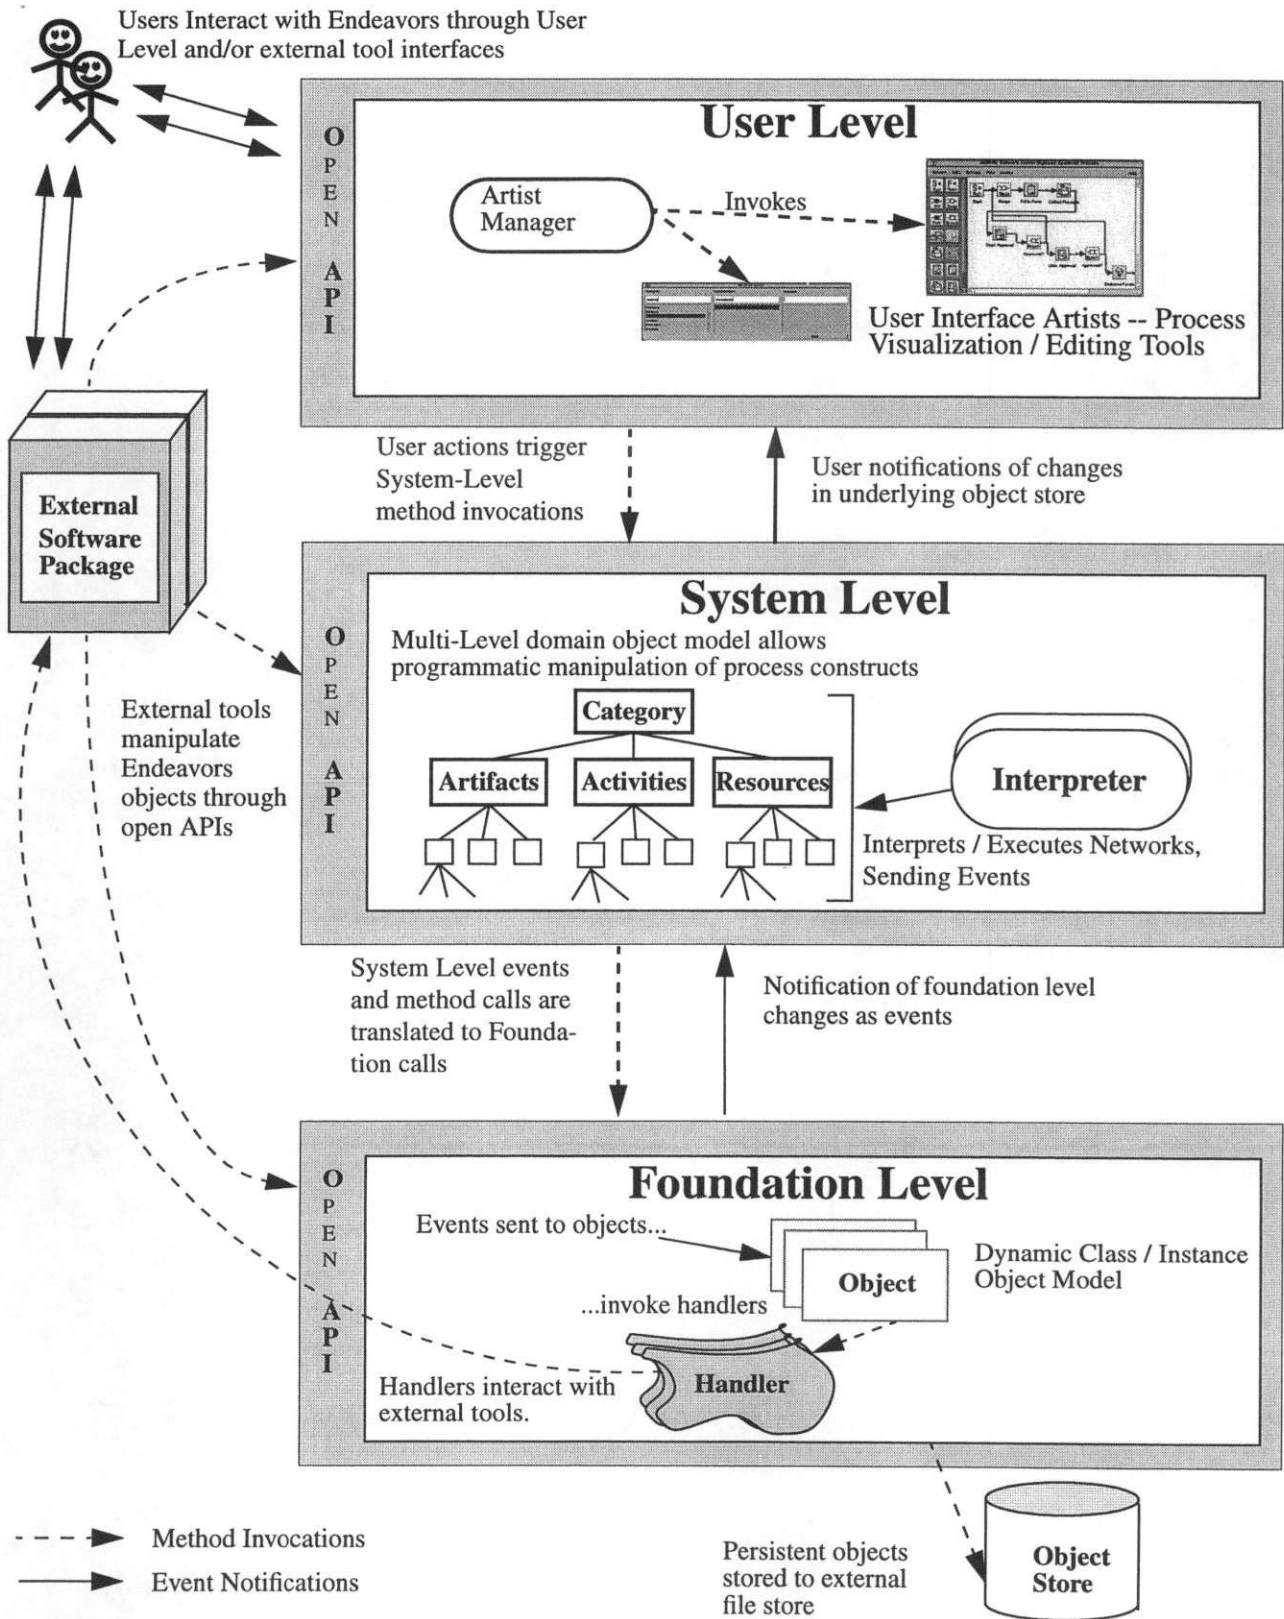 Users Interact with Endeavors through User
Level and/or external tool interfaces
OPEN API
User Level
Artist
Manager
Invokes
User Interface Artists -- Process
Visualization / Editing Tools
User actions trigger
System-Level
method invocations
User notifications of changes
in underlying object store
External
Software
Package
OPEN API
System Level
Multi-Level domain object model allows
programmatic manipulation of process constructs
Category
Artifacts
Activities
Resources
Interpreter
Interprets / Executes Networks,
Sending Events
External tools
manipulate
Endeavors
objects through
open APIs
System Level events
and method calls are
translated to Founda-
tion calls
Notification of foundation level
changes as events
OPEN API
Foundation Level
Events sent to objects...
Object
Dynamic Class / Instance
Object Model
...invoke handlers
Handler
Handlers interact with
external tools.
Method Invocations
Event Notifications
Persistent objects
stored to external
file store
Object
Store